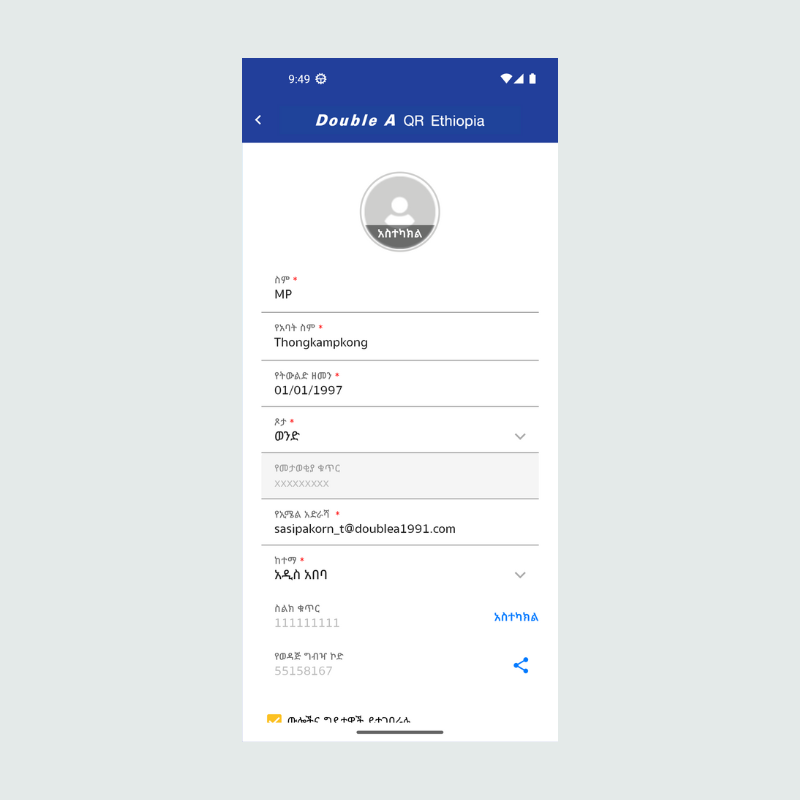 9:49
Double A QR Ethiopia
አስተካክል
ስም *
MP
የአባት ስም *
Thongkampkong
የትውልድ ዘመን *
01/01/1997
ጾታ *
ወንድ
የመታወቂያ ቁጥር
xxxxxxxxx
የኢሜል አድራሻ *
sasipakorn_t@doublea1991.com
ከተማ *
አዲስ አበባ
ስልክ ቁጥር
111111111
አስተካክል
የወዳጅ ግብዣ ኮድ
55158167